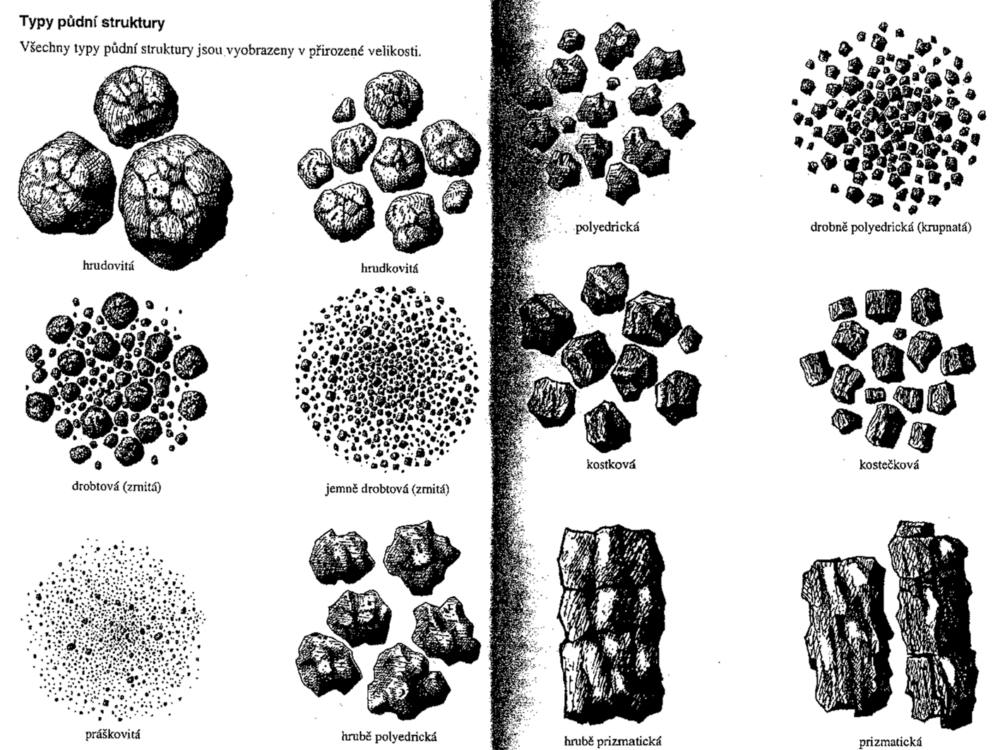 Typy půdní struktury
Všechny typy půdní struktury jsou vyobrazeny v přirozené velikosti.
hrudovitá
hrudkovitá
drobtová (zrnitá)
jemně drobtová (zrnitá)
práškovitá
hrubě polyedrická
polyedrická
drobně polyedrická (krupnatá)
kostková
kostečková
hrubě prizmatická
prizmatická